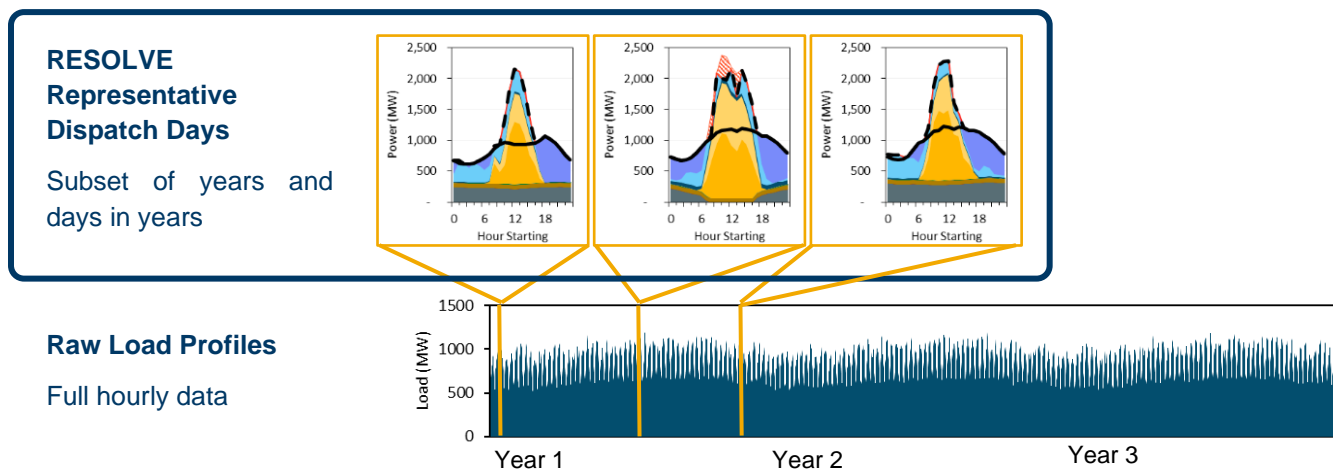 RESOLVE
Representative
Dispatch Days
Subset of years and
days in years
2,500
2,000
1,500
1,000
500
-
Power (MW)
0 6 12 18
Hour Starting
2,500
2,000
1,500
1,000
500
-
Power (MW)
0 6 12 18
Hour Starting
2,500
2,000
1,500
1,000
500
-
Power (MW)
0 6 12 18
Hour Starting
Raw Load Profiles
Full hourly data
1500
1000
500
0
Load (MW)
Year 1 Year 2 Year 3